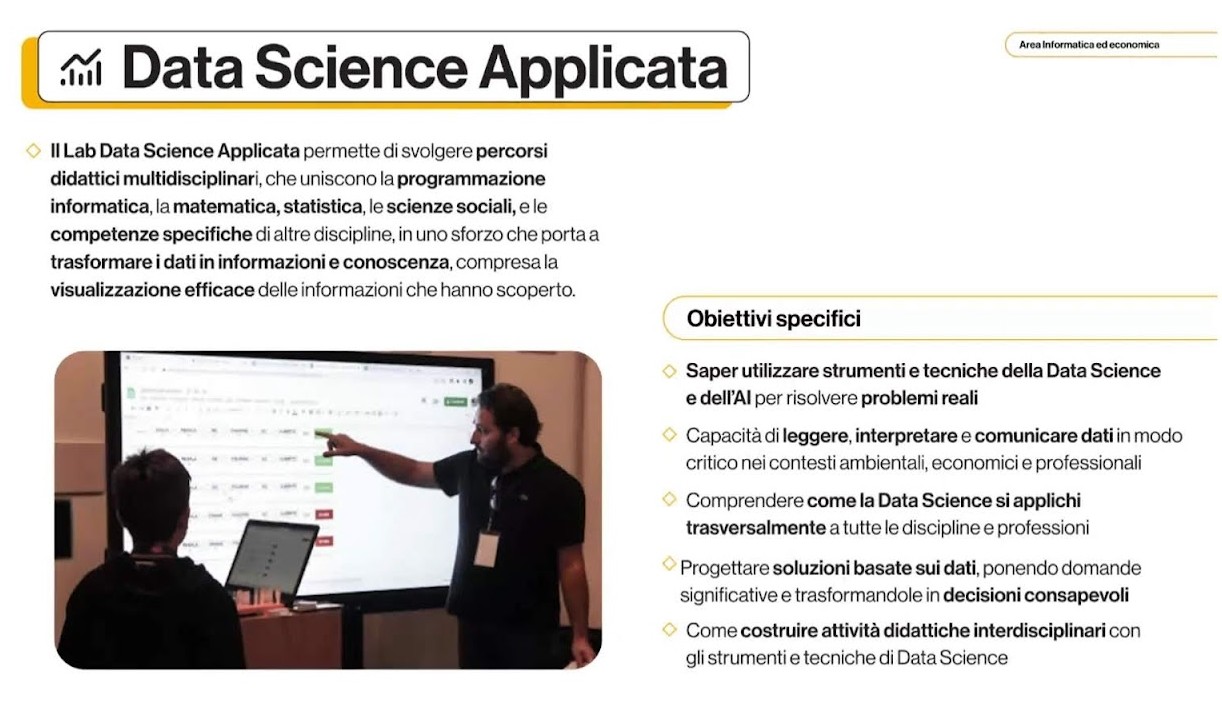 Data Science Applicata
Area Informatica ed economica
Il Lab Data Science Applicata permette di svolgere percorsi
didattici multidisciplinari, che uniscono la programmazione
informatica, la matematica, statistica, le scienze sociali, e le
competenze specifiche di altre discipline, in uno sforzo che porta a
trasformare i dati in informazioni e conoscenza, compresa la
visualizzazione efficace delle informazioni che hanno scoperto.
Obiettivi specifici
Saper utilizzare strumenti e tecniche della Data Science
e dell'AI per risolvere problemi reali
Capacità di leggere, interpretare e comunicare dati in modo
critico nei contesti ambientali, economici e professionali
Comprendere come la Data Science si applichi
trasversalmente a tutte le discipline e professioni
Progettare soluzioni basate sui dati, ponendo domande
significative e trasformandole in decisioni consapevoli
Come costruire attività didattiche interdisciplinari con
gli strumenti e tecniche di Data Science